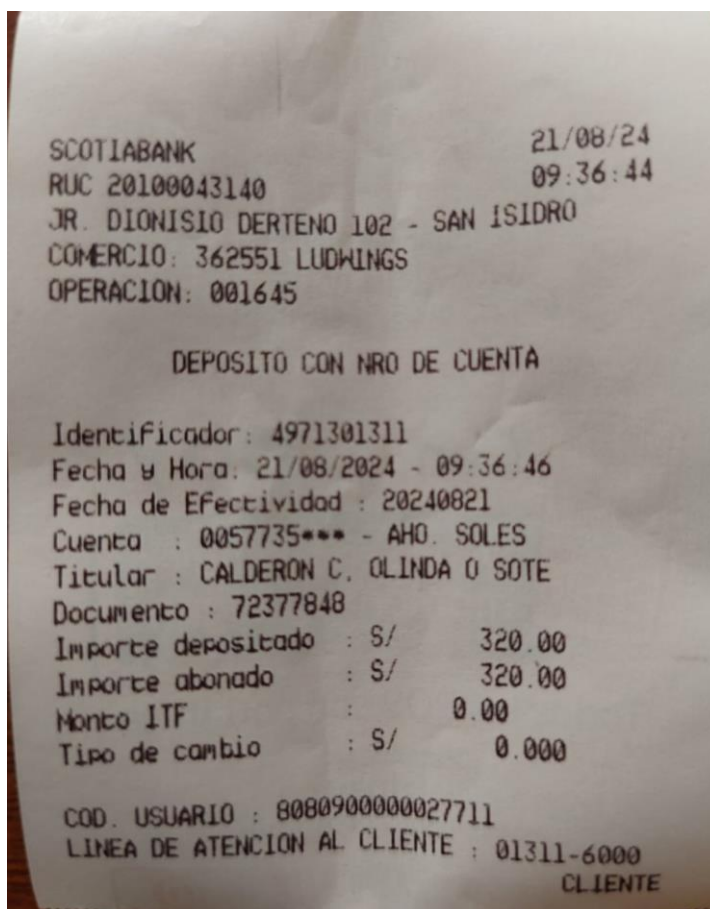 SCOTIABANK 21/08/24
RUC 20100043140 09:36:44
JR. DIONISIO DERTENO 102 - SAN ISIDRO
COMERCIO: 362551 LUDWINGS
OPERACION: 001645
DEPOSITO CON NRO DE CUENTA
Identificador: 4971301311
Fecha y Hora: 21/08/2024 - 09:36:46
Fecha de Efectividad : 20240821
Cuenta : 0057735*** - AHO. SOLES
Titular : CALDERON C, OLINDA O SOTE
Documento : 72377848
Importe depositado : S/ 320.00
Importe abonado : S/ 320.00
Monto ITF : 0.00
Tipo de cambio : S/ 0.000
COD. USUARIO : 8080900000027711
LINEA DE ATENCION AL CLIENTE : 01311-6000
CLIENTE